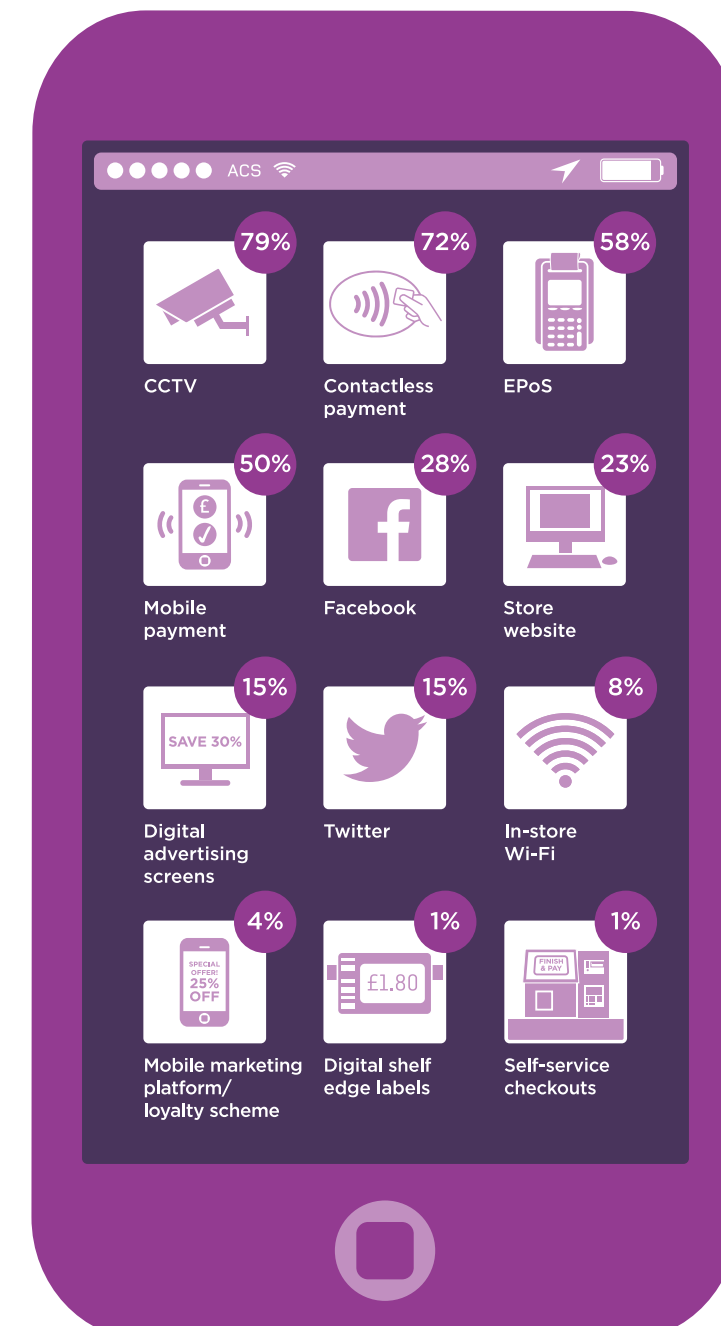 ACS
79% 72% 58%
CCTV
Contactless
payment
EPoS
50% 28% 23%
£
Mobile
payment
Facebook
Store
website
15% 15% 8%
SAVE 30%
Digital
advertising
screens
Twitter
In-store
Wi-Fi
4% 1% 1%
SPECIAL
OFFER!
25%
OFF
£1.80
FINISH
& PAY
Mobile marketing
platform/
loyalty scheme
Digital shelf
edge labels
Self-service
checkouts